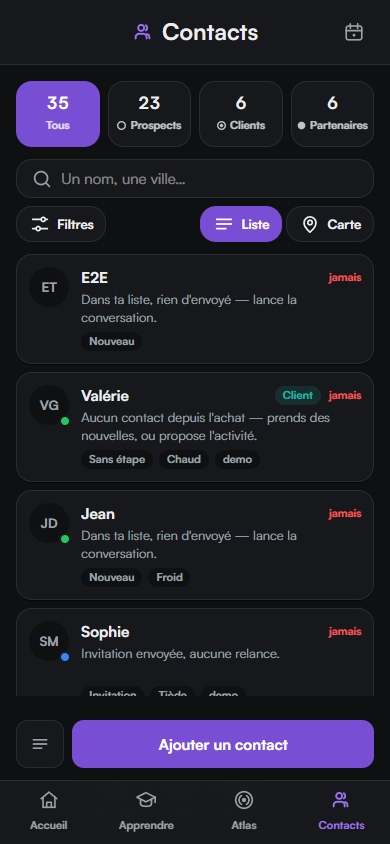 Contacts
35
Tous
23
Prospects
6
Clients
6
Partenaires
Un nom, une ville...
Filtres
Liste
Carte
ET
E2E
jamais
Dans ta liste, rien d'envoyé — lance la
conversation.
Nouveau
VG
Valérie
Client
jamais
Aucun contact depuis l'achat — prends des
nouvelles, ou propose l'activité.
Sans étape
Chaud
demo
JD
Jean
jamais
Dans ta liste, rien d'envoyé — lance la
conversation.
Nouveau
Froid
SM
Sophie
jamais
Invitation envoyée, aucune relance.
Invitation
Tiède
demo
Ajouter un contact
Accueil
Apprendre
Atlas
Contacts